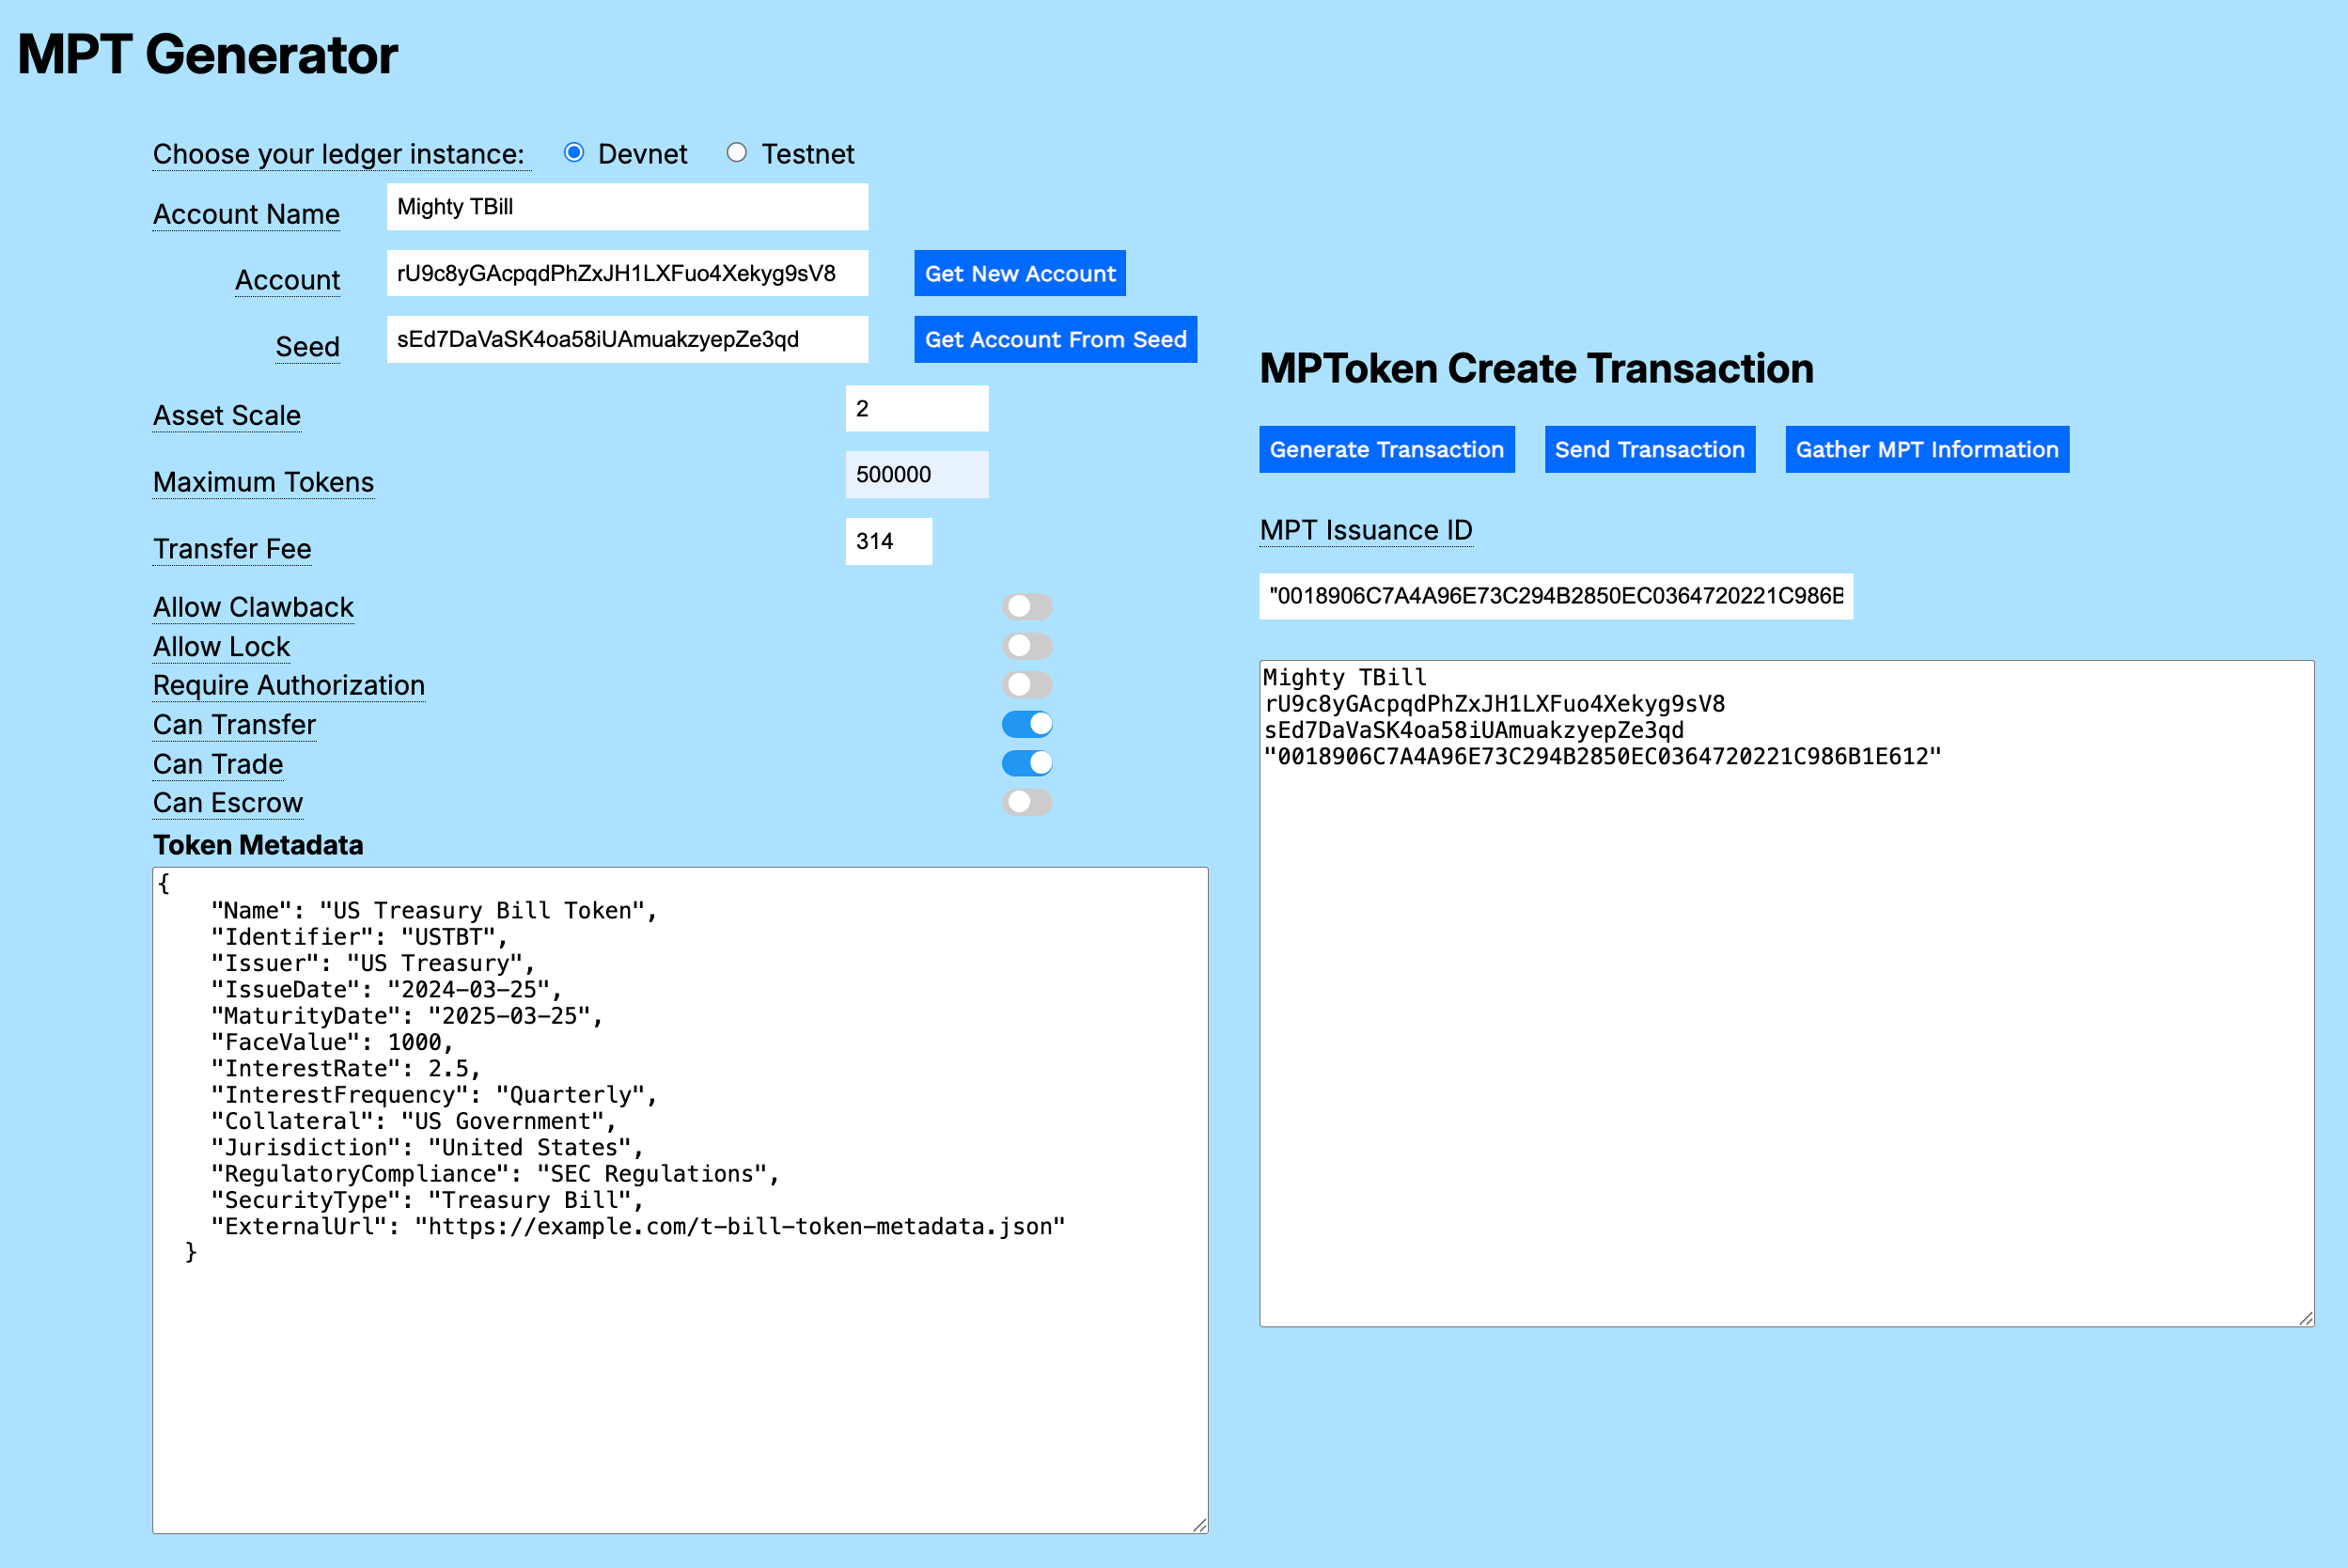 MPT Generator
Choose your ledger instance: Devnet Testnet
Account Name Mighty TBill
Account rU9c8yGAcpqdPhZxJH1LXFuo4Xekyg9sV8 Get New Account
Seed sEd7DaVaSK4oa58iUAmuakzyepZe3qd Get Account From Seed
Asset Scale 2
Maximum Tokens 500000
Transfer Fee 314
Allow Clawback
Allow Lock
Require Authorization
Can Transfer
Can Trade
Can Escrow
Token Metadata
{
"Name": "US Treasury Bill Token",
"Identifier": "USTBT",
"Issuer": "US Treasury",
"IssueDate": "2024-03-25",
"MaturityDate": "2025-03-25",
"FaceValue": 1000,
"InterestRate": 2.5,
"InterestFrequency": "Quarterly",
"Collateral": "US Government",
"Jurisdiction": "United States",
"RegulatoryCompliance": "SEC Regulations",
"SecurityType": "Treasury Bill",
"ExternalUrl": "https://example.com/t-bill-token-metadata.json"
}
MPToken Create Transaction
Generate Transaction Send Transaction Gather MPT Information
MPT Issuance ID
"0018906C7A4A96E73C294B2850EC0364720221C986B
Mighty TBill
rU9c8yGAcpqdPhZxJH1LXFuo4Xekyg9sV8
sEd7DaVaSK4oa58iUAmuakzyepZe3qd
"0018906C7A4A96E73C294B2850EC0364720221C986B1E612"